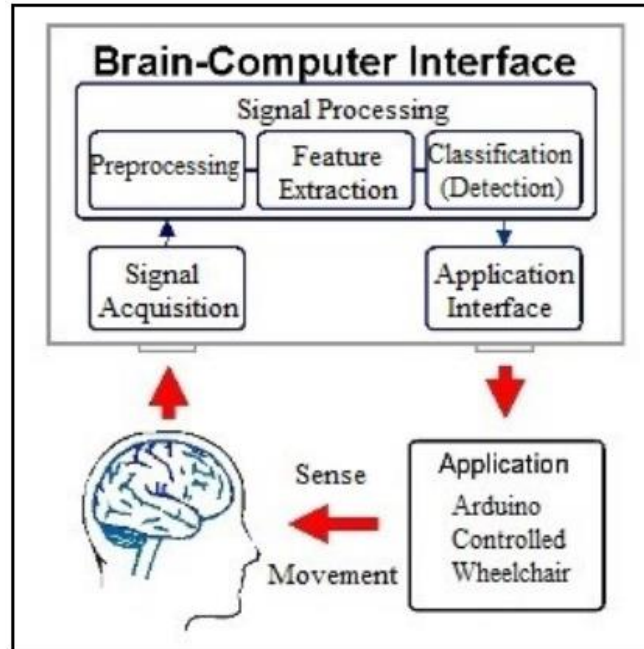 Brain-Computer Interface
Signal Processing
Preprocessing
Feature
Extraction
Classification
(Detection)
Signal
Acquisition
Application
Interface
Sense
Movement
Application
Arduino
Controlled
Wheelchair